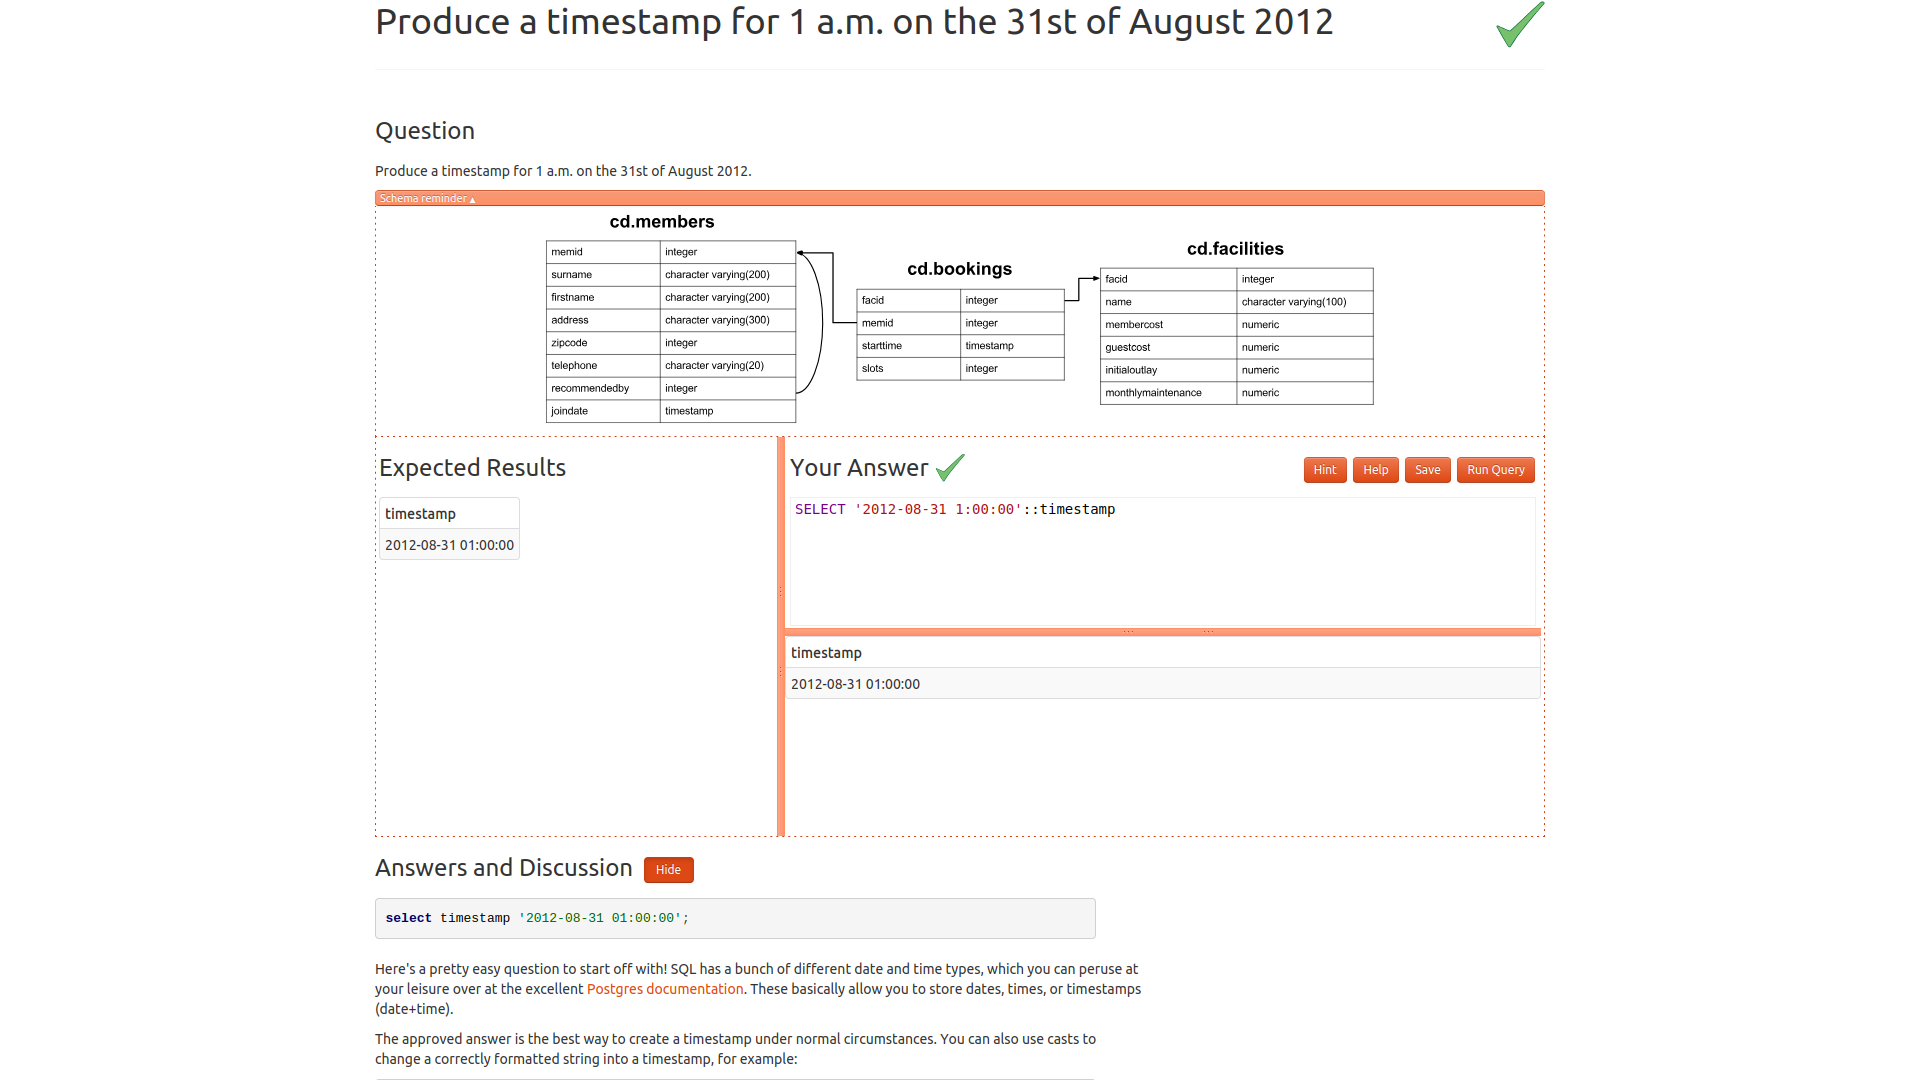 Produce a timestamp for 1 a.m. on the 31st of August 2012
Question
Produce a timestamp for 1 a.m. on the 31st of August 2012.
Schema reminder ▲
cd.members
memid integer
surname character varying(200)
firstname character varying(200)
address character varying(300)
zipcode integer
telephone character varying(20)
recommendedby integer
joindate timestamp
cd.bookings
facid integer
memid integer
starttime timestamp
slots integer
cd.facilities
facid integer
name character varying(100)
membercost numeric
guestcost numeric
initialoutlay numeric
monthlymaintenance numeric
Expected Results
timestamp
2012-08-31 01:00:00
Your Answer
Hint Help Save Run Query
SELECT '2012-08-31 1:00:00'::timestamp
timestamp
2012-08-31 01:00:00
Answers and Discussion Hide
select timestamp '2012-08-31 01:00:00';
Here's a pretty easy question to start off with! SQL has a bunch of different date and time types, which you can peruse at
your leisure over at the excellent Postgres documentation. These basically allow you to store dates, times, or timestamps
(date+time).
The approved answer is the best way to create a timestamp under normal circumstances. You can also use casts to
change a correctly formatted string into a timestamp, for example: